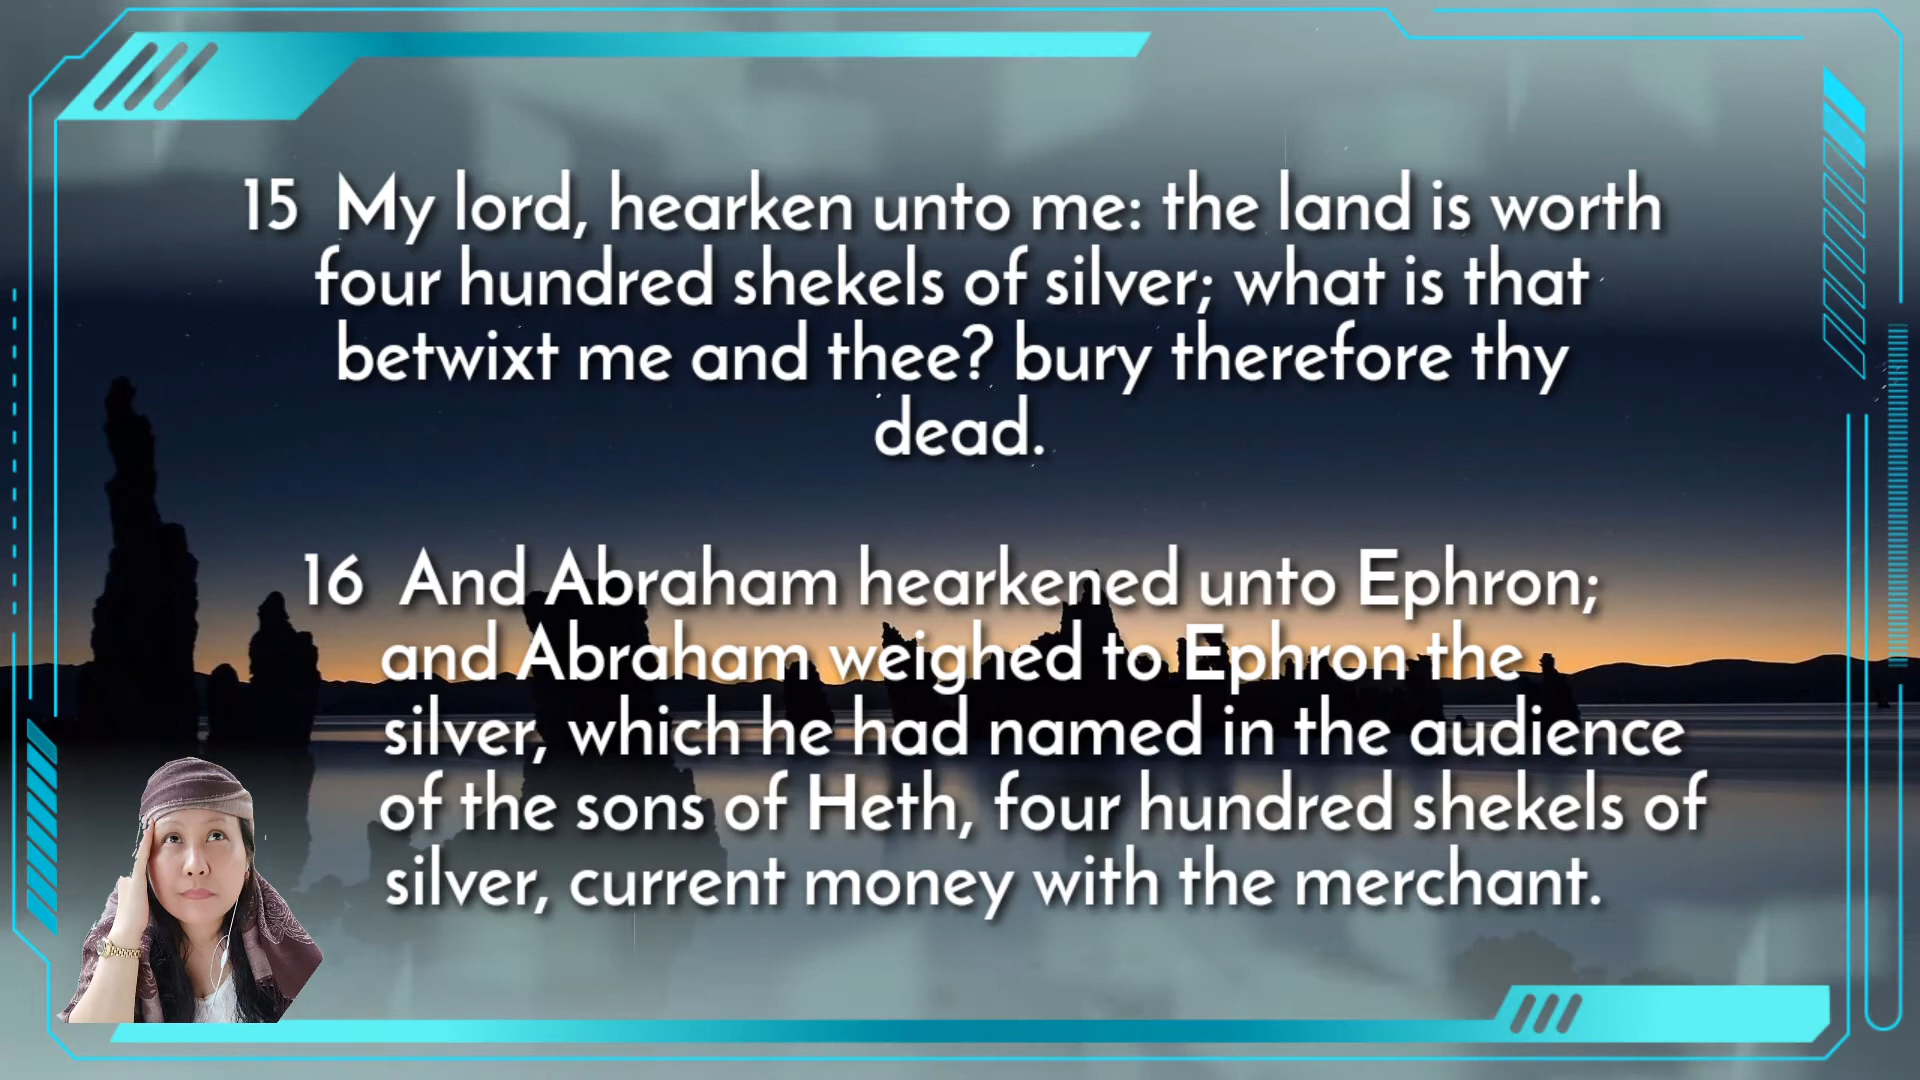 15  My lord, hearken unto me: the land is worth
four hundred shekels of silver; what is that
betwixt me and thee? bury therefore thy
dead.
16  And Abraham hearkened unto Ephron;
and Abraham weighed to Ephron the
silver, which he had named in the audience
of the sons of Heth, four hundred shekels of
silver, current money with the merchant.